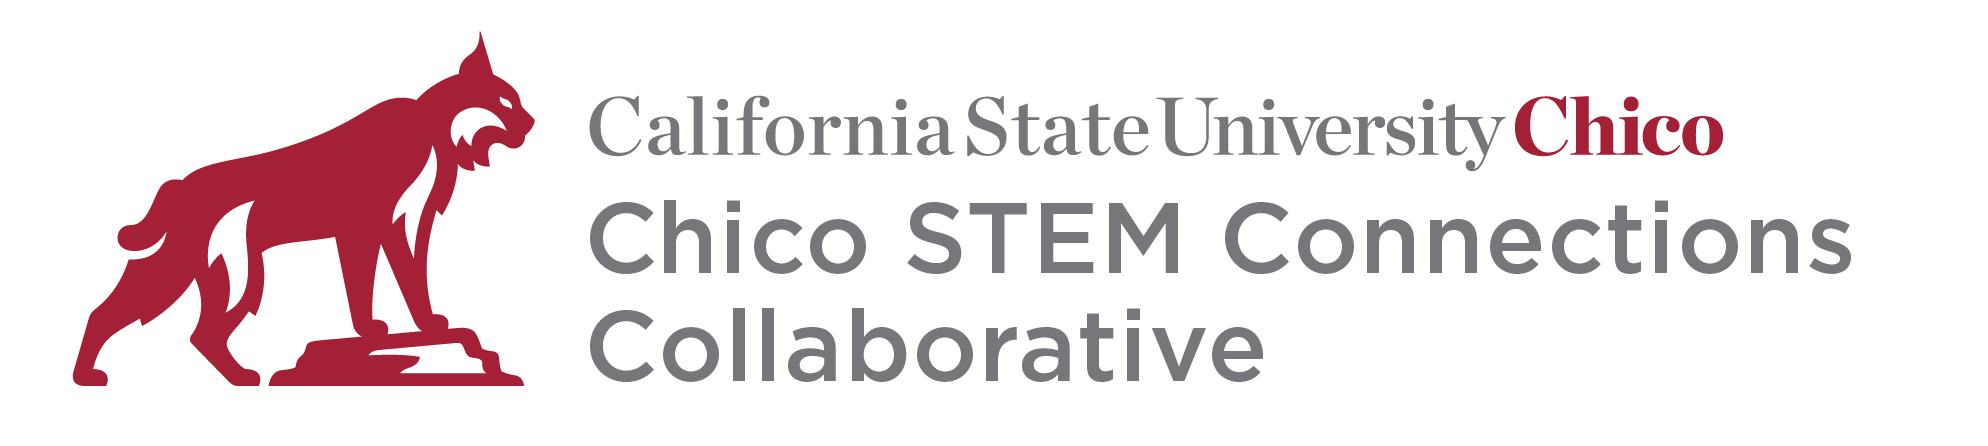 California State University Chico
Chico STEM Connections
Collaborative